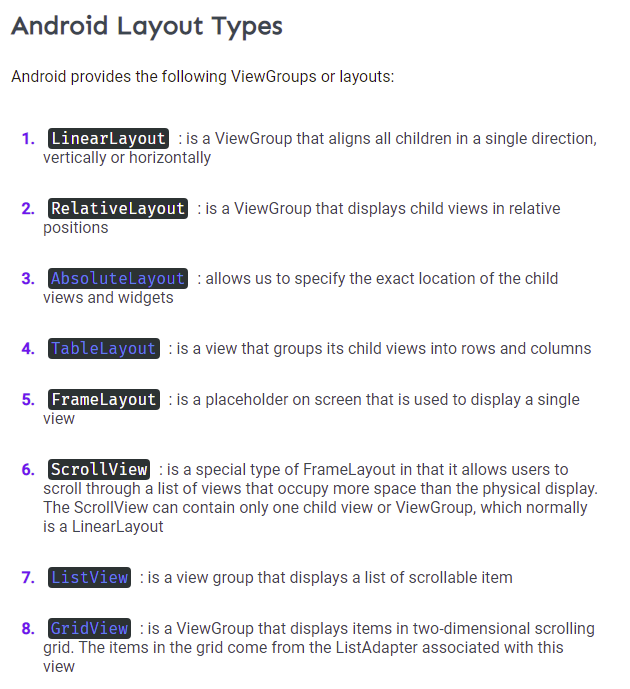 Android Layout Types
Android provides the following ViewGroups or layouts:
1. LinearLayout : is a ViewGroup that aligns all children in a single direction,
vertically or horizontally
2. RelativeLayout : is a ViewGroup that displays child views in relative
positions
3. AbsoluteLayout : allows us to specify the exact location of the child
views and widgets
4. TableLayout : is a view that groups its child views into rows and columns
5. FrameLayout : is a placeholder on screen that is used to display a single
view
6. ScrollView : is a special type of FrameLayout in that it allows users to
scroll through a list of views that occupy more space than the physical display.
The ScrollView can contain only one child view or ViewGroup, which normally
is a LinearLayout
7. ListView : is a view group that displays a list of scrollable item
8. GridView : is a ViewGroup that displays items in two-dimensional scrolling
grid. The items in the grid come from the ListAdapter associated with this
view